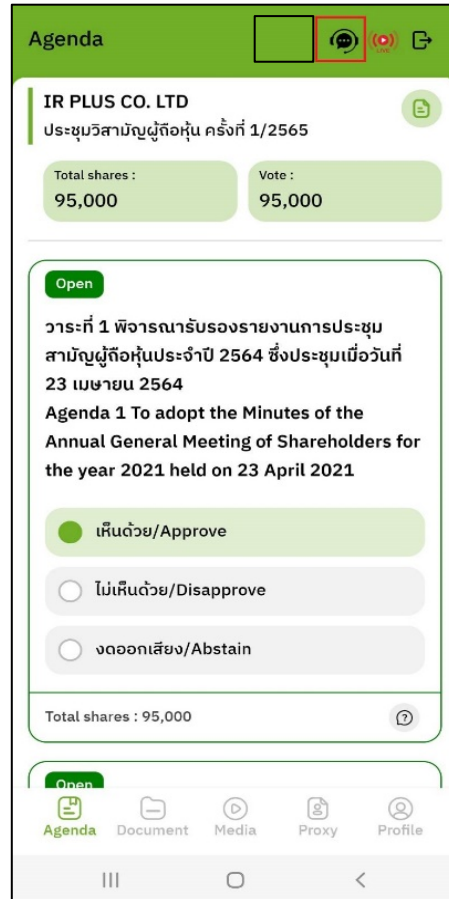 Agenda
LIVE
IR PLUS CO. LTD
ประชุมวิสามัญผู้ถือหุ้น ครั้งที่ 1/2565
Total shares :
95,000
Vote :
95,000
Open
วาระที่ 1 พิจารณารับรองรายงานการประชุม
สามัญผู้ถือหุ้นประจำปี 2564 ซึ่งประชุมเมื่อวันที่
23 เมษายน 2564
Agenda 1 To adopt the Minutes of the
Annual General Meeting of Shareholders for
the year 2021 held on 23 April 2021
เห็นด้วย/Approve
ไม่เห็นด้วย/Disapprove
งดออกเสียง/Abstain
Total shares : 95,000
Open
Agenda Document Media Proxy Profile